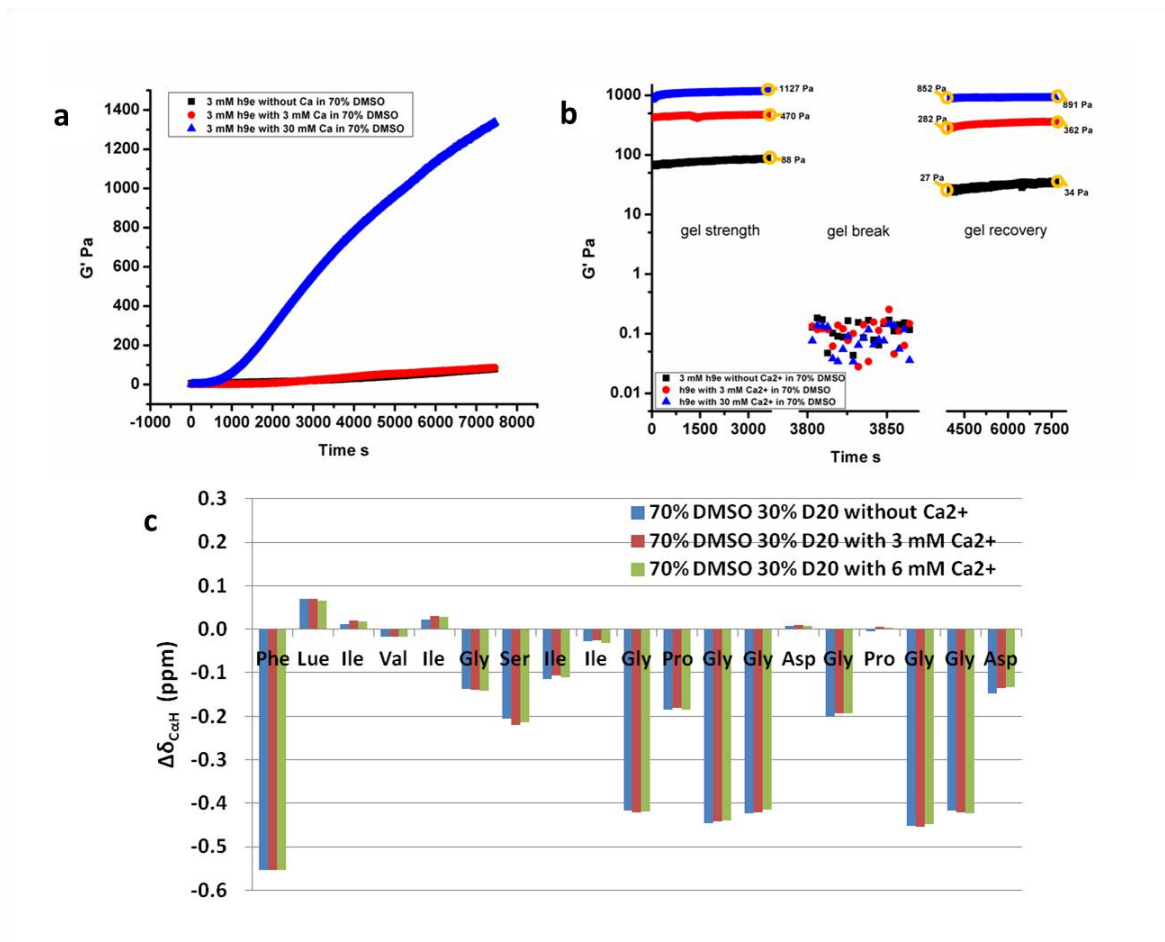 a
1400
1200
1000
800
600
400
200
0
G' Pa
-1000 0 1000 2000 3000 4000 5000 6000 7000 8000
Time s
3 mM h9e without Ca in 70% DMSO
3 mM h9e with 3 mM Ca in 70% DMSO
3 mM h9e with 30 mM Ca in 70% DMSO
b
1000
100
10
1
0.1
0.01
G' Pa
1127 Pa
470 Pa
88 Pa
852 Pa
891 Pa
282 Pa
362 Pa
27 Pa
34 Pa
gel strength gel break gel recovery
3 mM h9e without Ca2+ in 70% DMSO
h9e with 3 mM Ca2+ in 70% DMSO
h9e with 30 mM Ca2+ in 70% DMSO
0 1500 3000 3800 3850 4500 6000 7500
Time s
c
0.3
0.2
0.1
0.0
-0.1
-0.2
-0.3
-0.4
-0.5
-0.6
ΔδCαH (ppm)
70% DMSO 30% D20 without Ca2+
70% DMSO 30% D20 with 3 mM Ca2+
70% DMSO 30% D20 with 6 mM Ca2+
Phe Lue Ile Val Ile Gly Ser Ile Ile Gly Pro Gly Gly Asp Gly Pro Gly Gly Asp